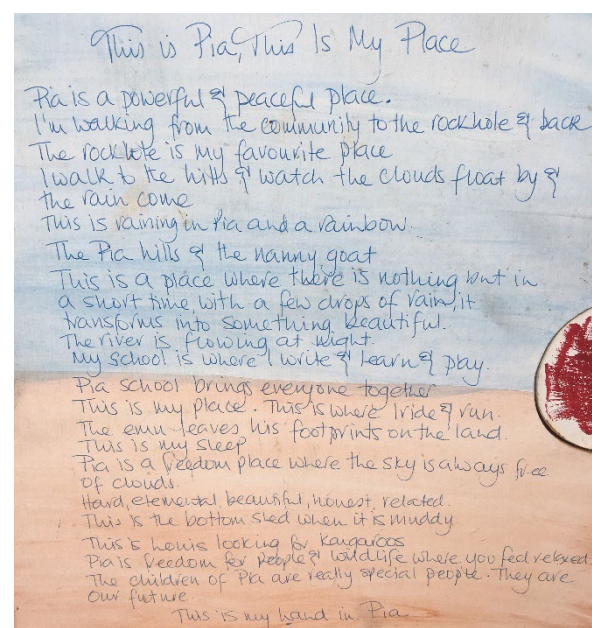 This is Pia, This Is My Place
Pia is a powerful & peaceful place.
I'm walking from the community to the rockhole & back
The rockhole is my favourite place
I walk to the hills & watch the clouds float by &
the rain come
This is raining in Pia and a rainbow.
The Pia hills & the nanny goat
This is a place where there is nothing but in
a short time, with a few drops of rain, it
transforms into something beautiful.
The river is flowing at night.
My school is where I write & learn & play.
Pia school brings everyone together
This is my place. This is where I ride & run.
The emu leaves his footprints on the land.
This is my sleep
Pia is a freedom place where the sky is always free
of clouds.
Hard, elemental, beautiful, honest, related.
This is the bottom shed when it is muddy
This is looking for kangaroos
Pia is freedom for people & wildlife where you feel relaxed.
The children of Pia are really special people. They are
our future.
This is my hand in Pia